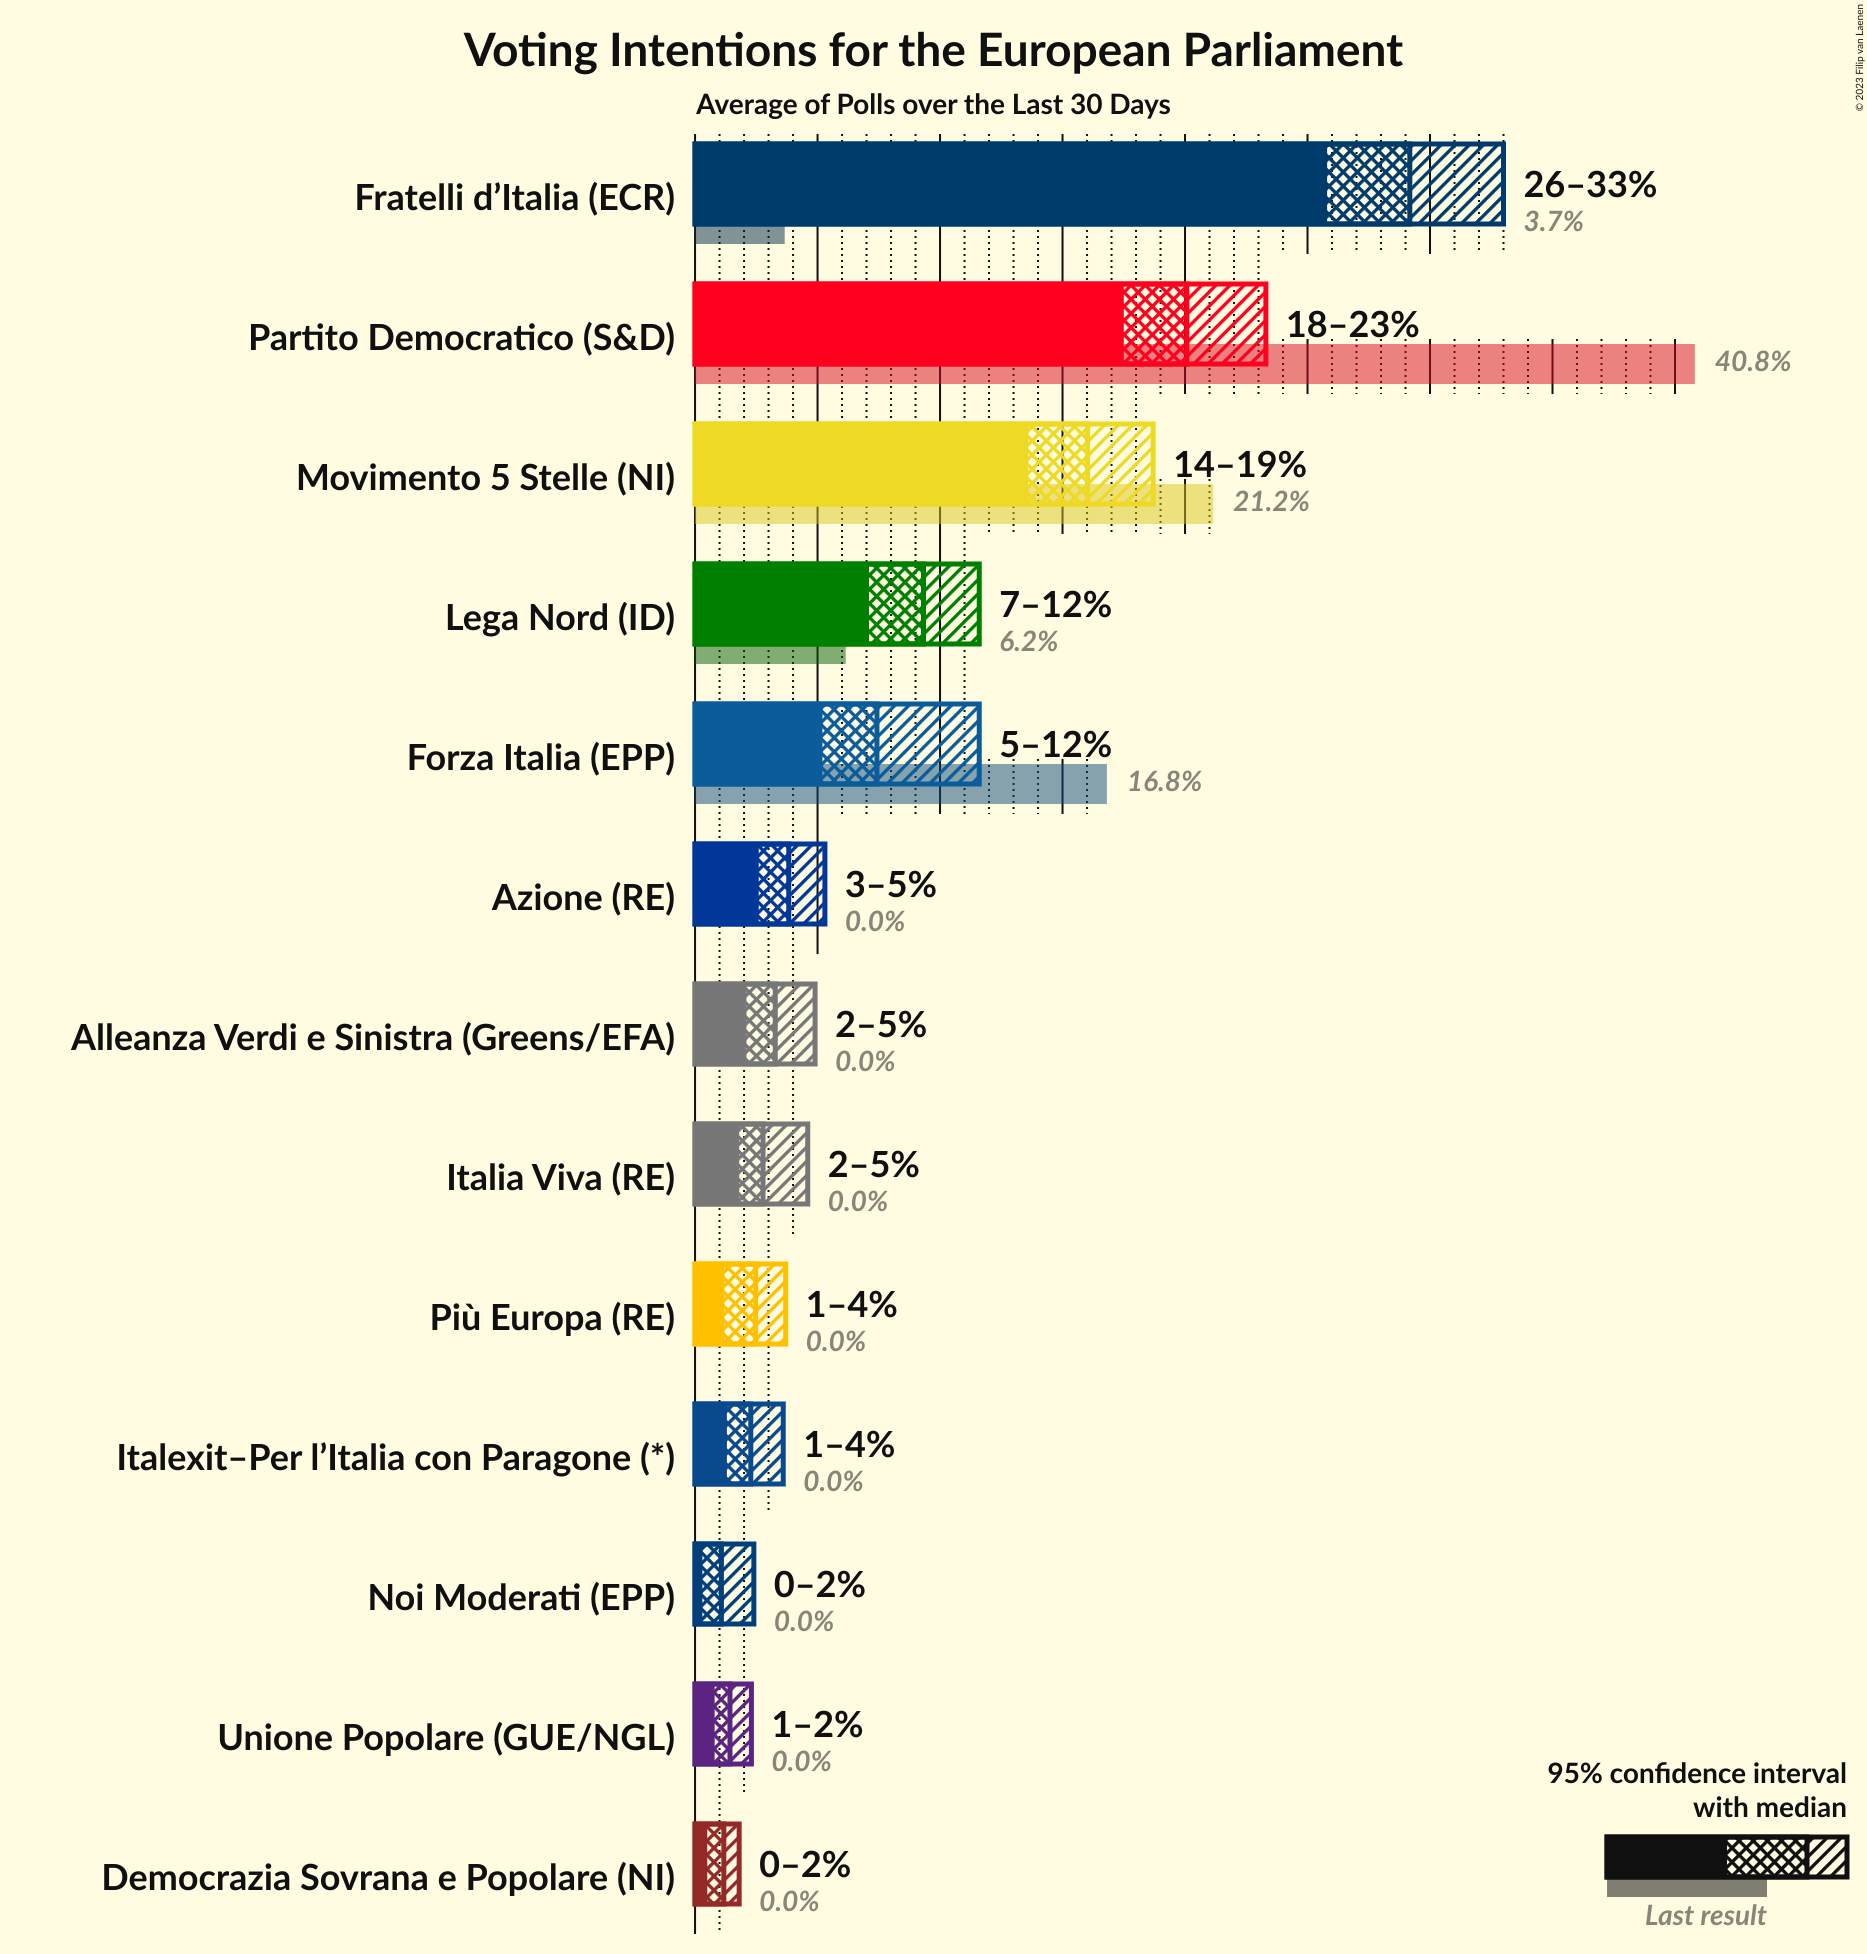 © 2023 Filip van Laenen
Voting Intentions for the European Parliament
Average of Polls over the Last 30 Days
Fratelli d’Italia (ECR)
26–33%
3.7%
Partito Democratico (S&D)
18–23%
40.8%
Movimento 5 Stelle (NI)
14–19%
21.2%
Lega Nord (ID)
7–12%
6.2%
Forza Italia (EPP)
5–12%
16.8%
Azione (RE)
3–5%
0.0%
Alleanza Verdi e Sinistra (Greens/EFA)
2–5%
0.0%
Italia Viva (RE)
2–5%
0.0%
Più Europa (RE)
1–4%
0.0%
Italexit–Per l’Italia con Paragone (*)
1–4%
0.0%
Noi Moderati (EPP)
0–2%
0.0%
Unione Popolare (GUE/NGL)
1–2%
0.0%
Democrazia Sovrana e Popolare (NI)
0–2%
0.0%
95% confidence interval
with median
Last result